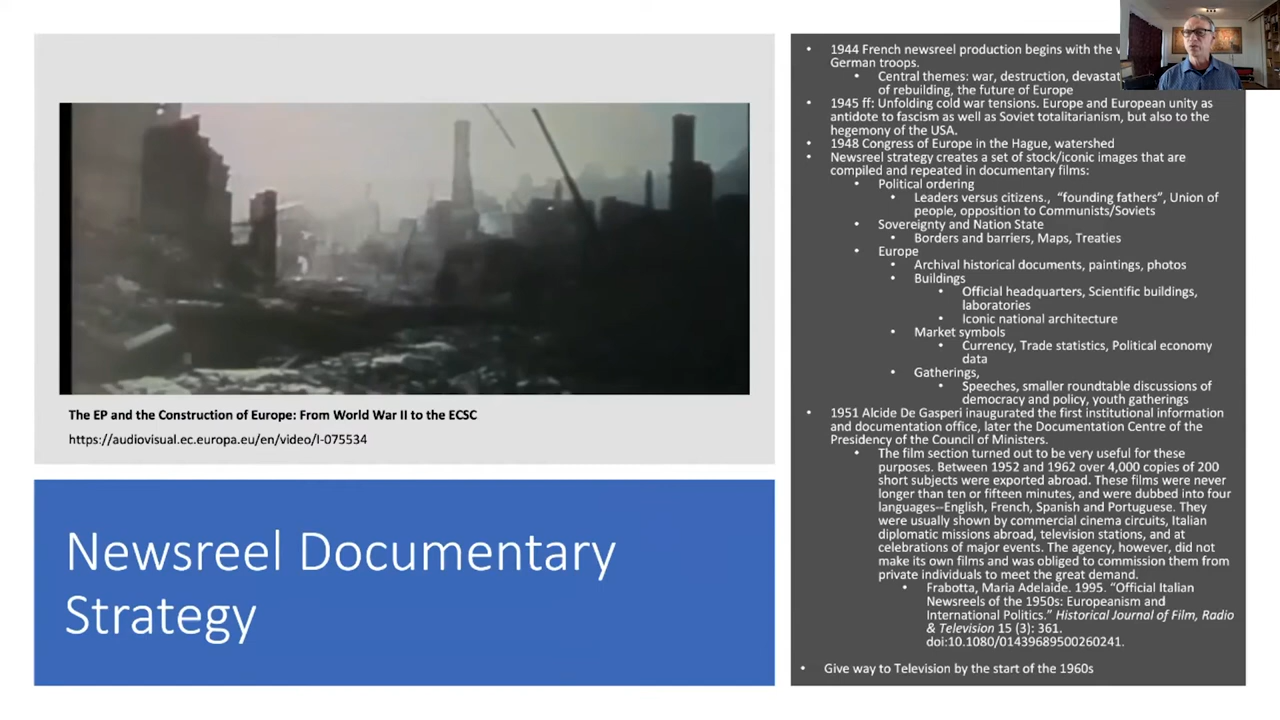 The EP and the Construction of Europe: From World War II to the ECSC
https://audiovisual.ec.europa.eu/en/video/I-075534
Newsreel Documentary
Strategy
• 1944 French newsreel production begins with the
German troops.
• Central themes: war, destruction,
of rebuilding, the future of Europe
• 1945 ff: Unfolding cold war tensions. Europe and European unity as
antidote to fascism as well as Soviet totalitarianism, but also to the
hegemony of the USA.
• 1948 Congress of Europe in the Hague, watershed
• Newsreel strategy creates a set of stock/iconic images that are
compiled and repeated in documentary films:
• Political ordering
• Leaders versus citizens., “founding fathers”, Union of
people, opposition to Communists/Soviets
• Sovereignty and Nation State
• Borders and barriers, Maps, Treaties
• Europe
• Archival historical documents, paintings, photos
• Buildings
• Official headquarters, Scientific buildings,
laboratories
• Iconic national architecture
• Market symbols
• Currency, Trade statistics, Political economy
data
• Gatherings,
• Speeches, smaller roundtable discussions of
democracy and policy, youth gatherings
• 1951 Alcide De Gasperi inaugurated the first institutional information
and documentation office, later the Documentation Centre of the
Presidency of the Council of Ministers.
• The film section turned out to be very useful for these
purposes. Between 1952 and 1962 over 4,000 copies of 200
short subjects were exported abroad. These films were never
longer than ten or fifteen minutes, and were dubbed into four
languages--English, French, Spanish and Portuguese. They
were usually shown by commercial cinema circuits, Italian
diplomatic missions abroad, television stations, and at
celebrations of major events. The agency, however, did not
make its own films and was obliged to commission them from
private individuals to meet the great demand.
• Frabotta, Maria Adelaide. 1995. “Official Italian
Newsreels of the 1950s: Europeanism and
International Politics.” Historical Journal of Film, Radio
& Television 15 (3): 361.
doi:10.1080/01439689500260241.
• Give way to Television by the start of the 1960s